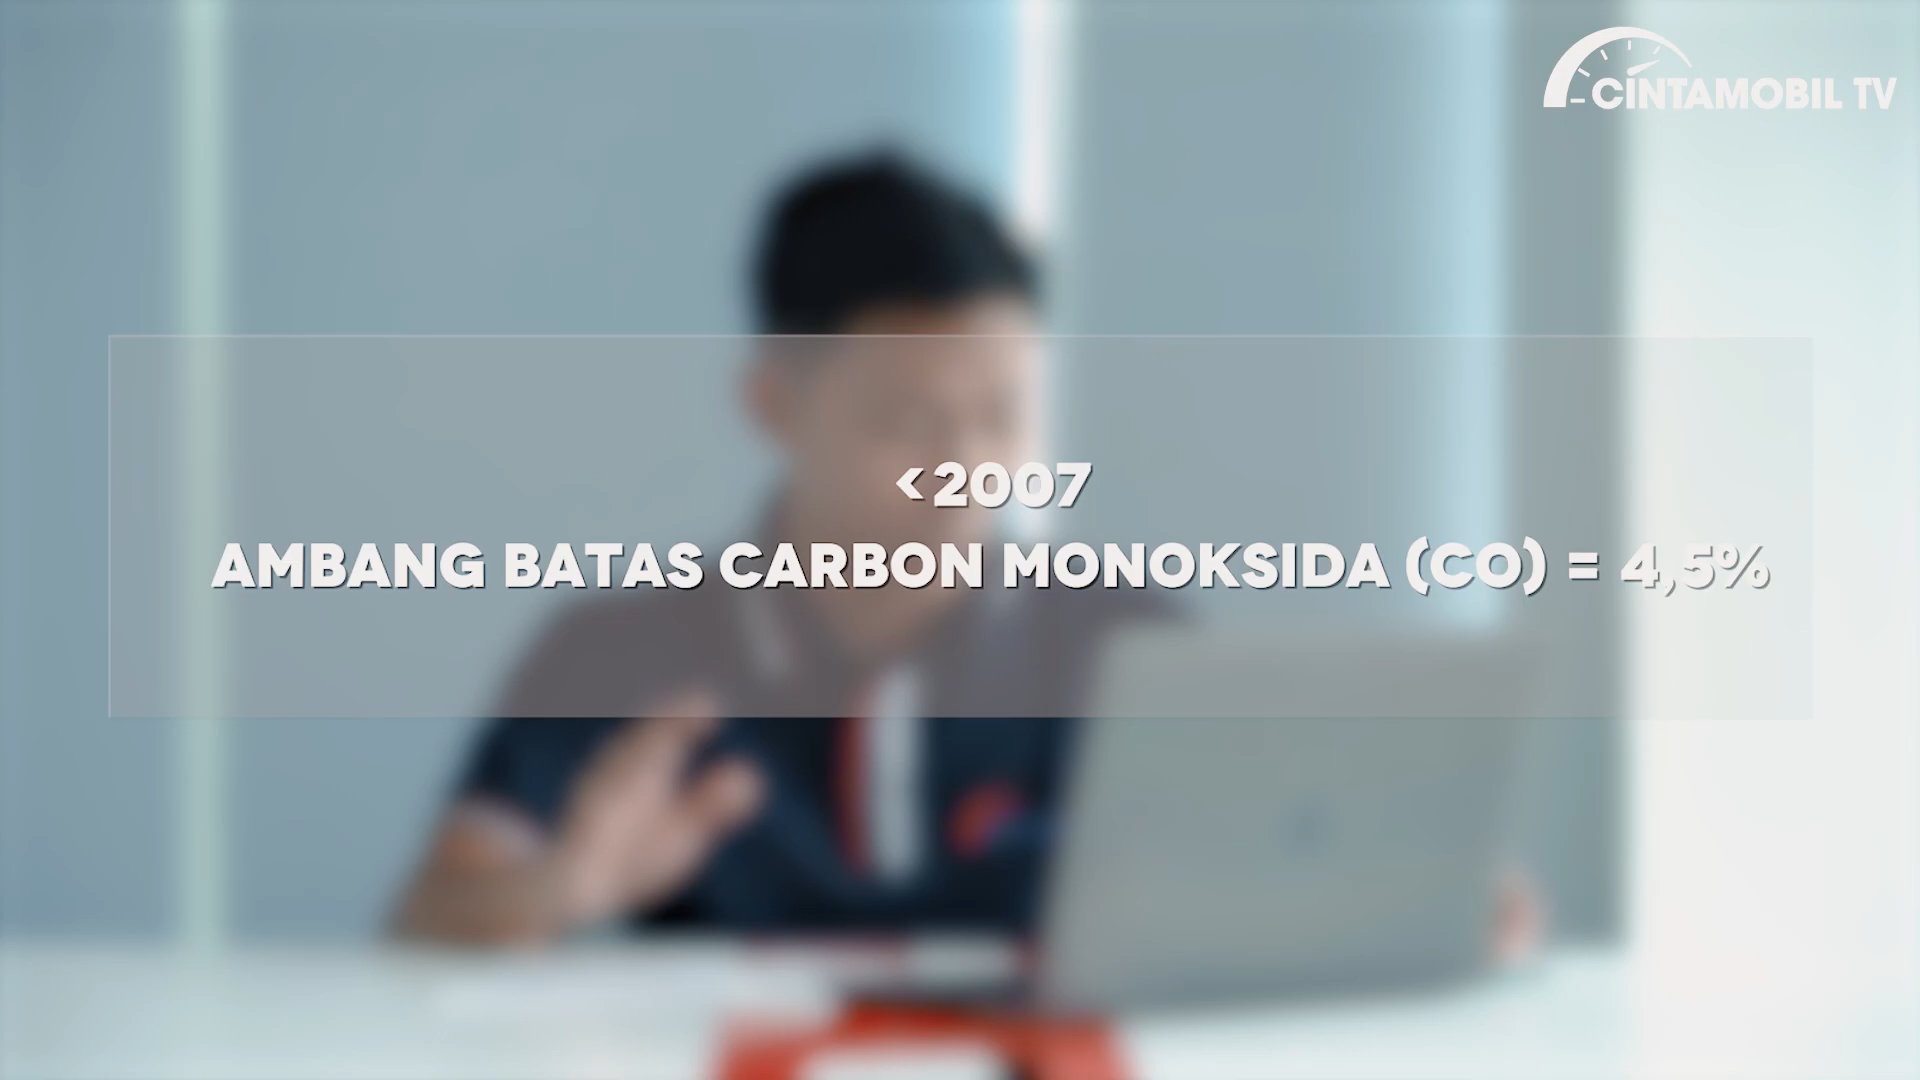 CINTAMOBIL TV
<2007
AMBANG BATAS CARBON MONOKSIDA (CO) = 4,5%